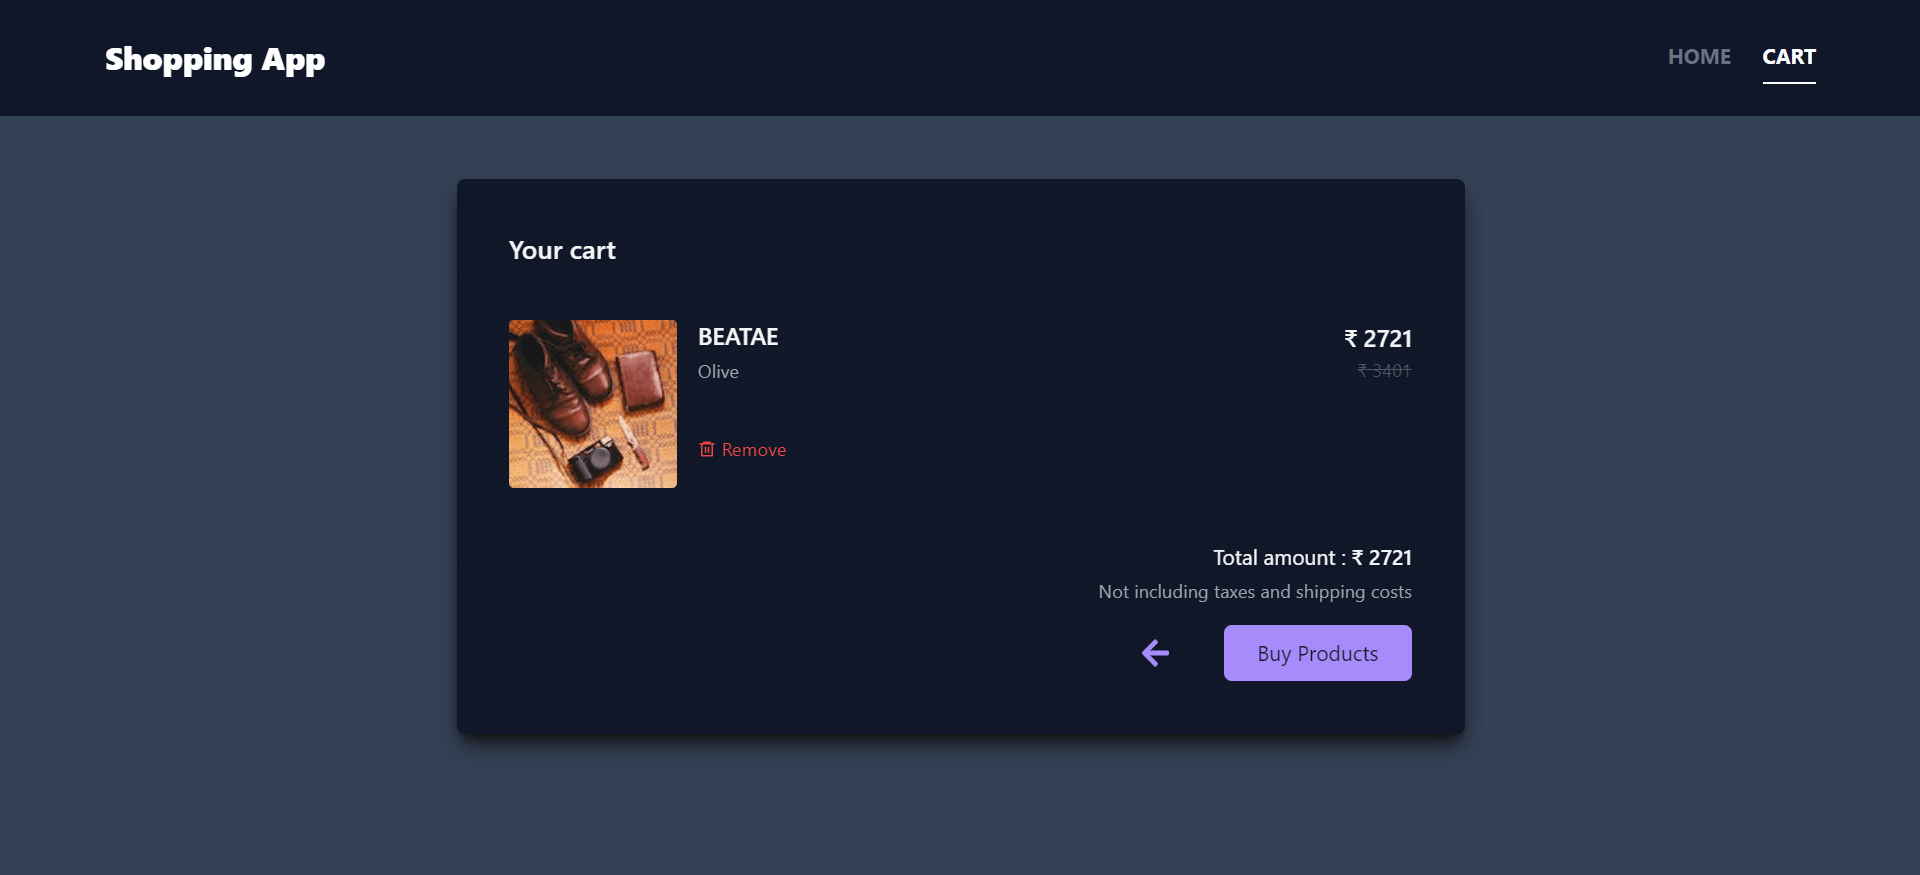 Shopping App
HOME CART
Your cart
BEATAE ₹ 2721
Olive ₹ 3401
Remove
Total amount : ₹ 2721
Not including taxes and shipping costs
Buy Products